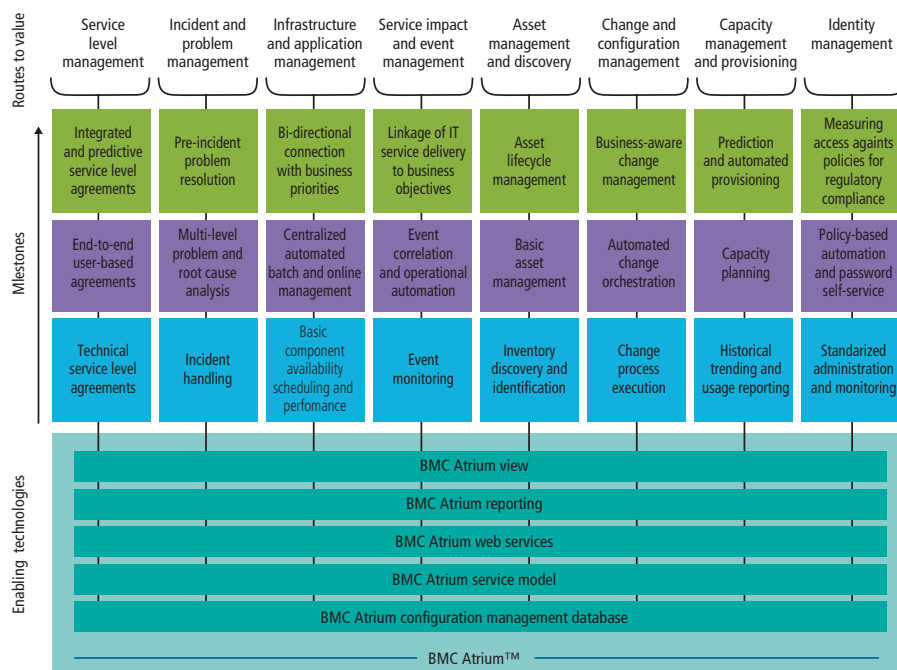 Routes to value
Service
level
management
Incident and
problem
management
Infrastructure
and application
management
Service impact
and event
management
Asset
management
and discovery
Change and
configuration
management
Capacity
management
and provisioning
Identity
management
Milestones
Integrated
and predictive
service level
agreements
Pre-incident
problem
resolution
Bi-directional
connection
with business
priorities
Linkage of IT
service delivery
to business
objectives
Asset
lifecycle
management
Business-aware
change
management
Prediction
and automated
provisioning
Measuring
access againts
policies for
regulatory
compliance
End-to-end
user-based
agreements
Multi-level
problem and
root cause
analysis
Centralized
automated
batch and online
management
Event
correlation
and operational
automation
Basic
asset
management
Automated
change
orchestration
Capacity
planning
Policy-based
automation
and password
self-service
Technical
service level
agreements
Incident
handling
Basic
component
availability
scheduling and
perfomance
Event
monitoring
Inventory
discovery and
identification
Change
process
execution
Historical
trending and
usage reporting
Standarized
administration
and monitoring
Enabling technologies
BMC Atrium view
BMC Atrium reporting
BMC Atrium web services
BMC Atrium service model
BMC Atrium configuration management database
BMC Atrium™